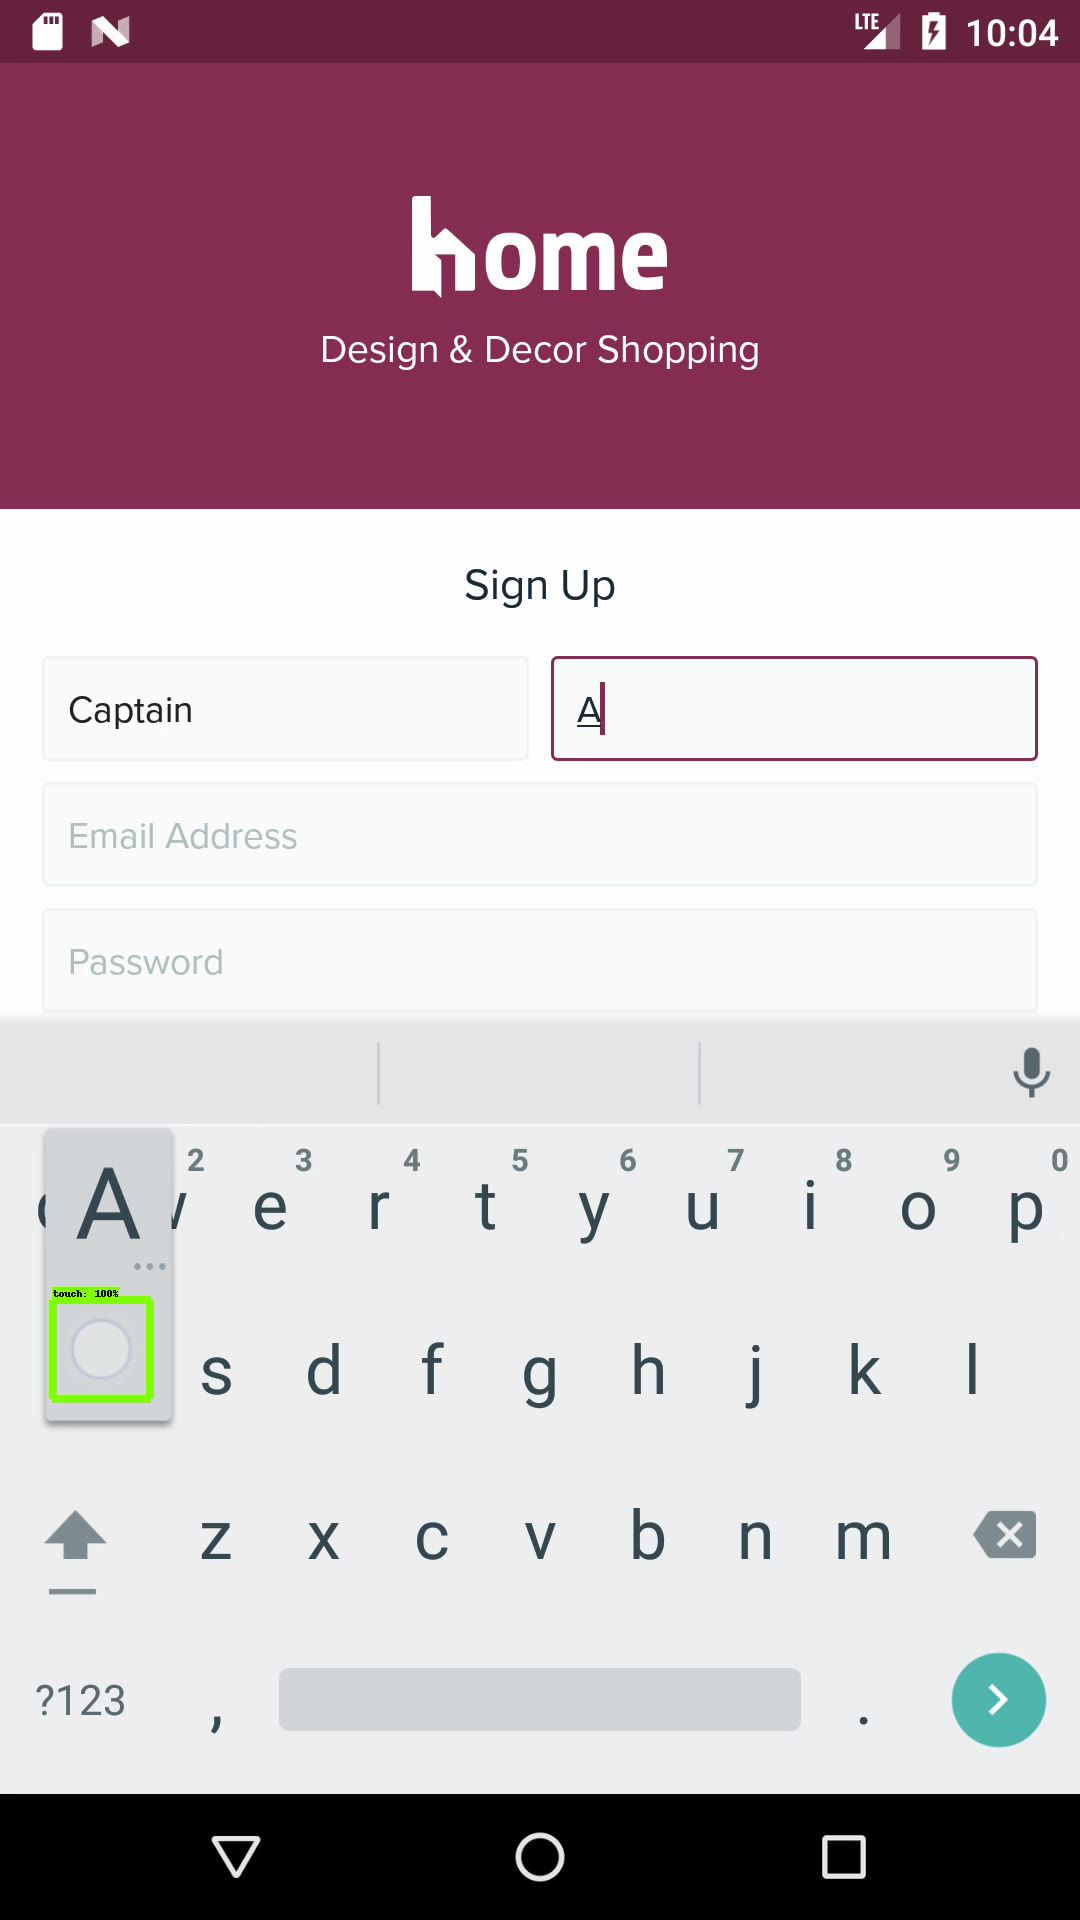 LTE 10:04
home
Design & Decor Shopping
Sign Up
Captain A
Email Address
Password
2 3 4 5 6 7 8 9 0
A e r t y u i o p
touch: 100%
s d f g h j k l
z x c v b n m
?123 , .